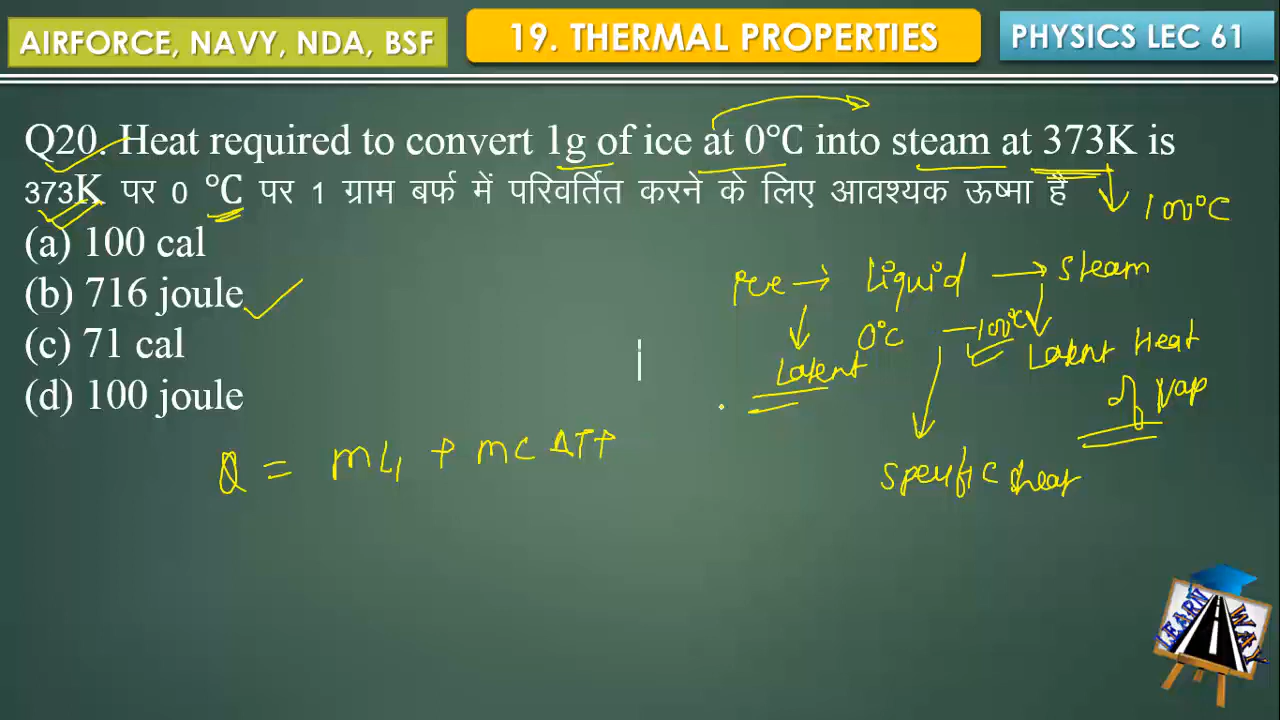 AIRFORCE, NAVY, NDA, BSF
19. THERMAL PROPERTIES
PHYSICS LEC 61
Q20. Heat required to convert 1g of ice at 0°C into steam at 373K is
373K पर 0 °C पर 1 ग्राम बर्फ में परिवर्तित करने के लिए आवश्यक ऊष्मा है
100°C
(a) 100 cal
(b) 716 joule
(c) 71 cal
(d) 100 joule
Ice → Liquid → Steam
0°C — 100°C
Latent
Latent Heat
of Vap
Specific heat
Q = mL₁ + mcΔT+
LEARN WAY